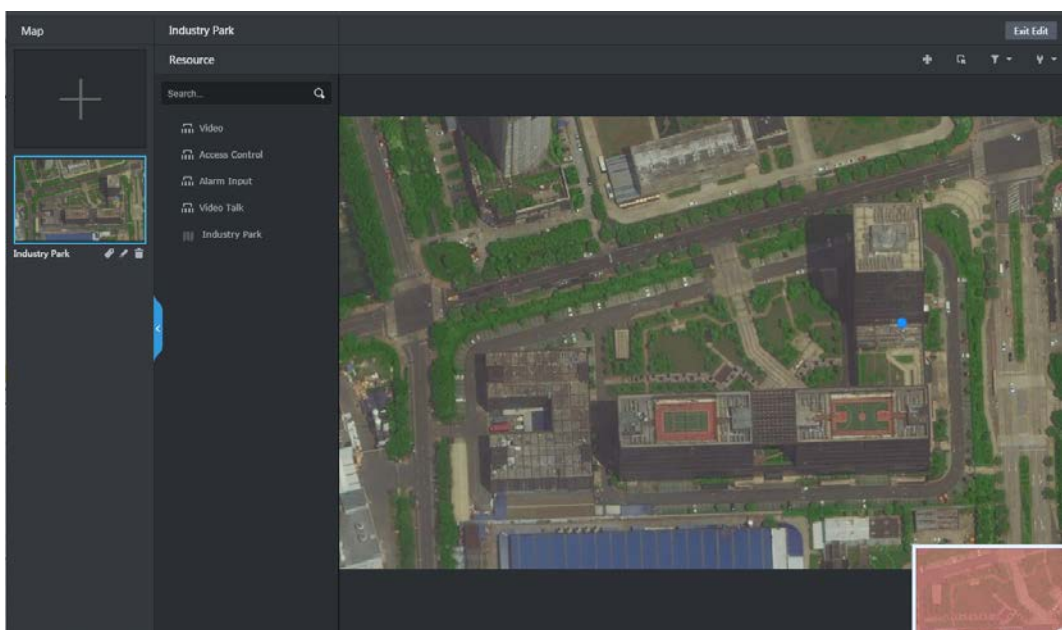 Map
Industry Park
Exit Edit
Resource
Search...
Video
Access Control
Alarm Input
Video Talk
Industry Park
Industry Park